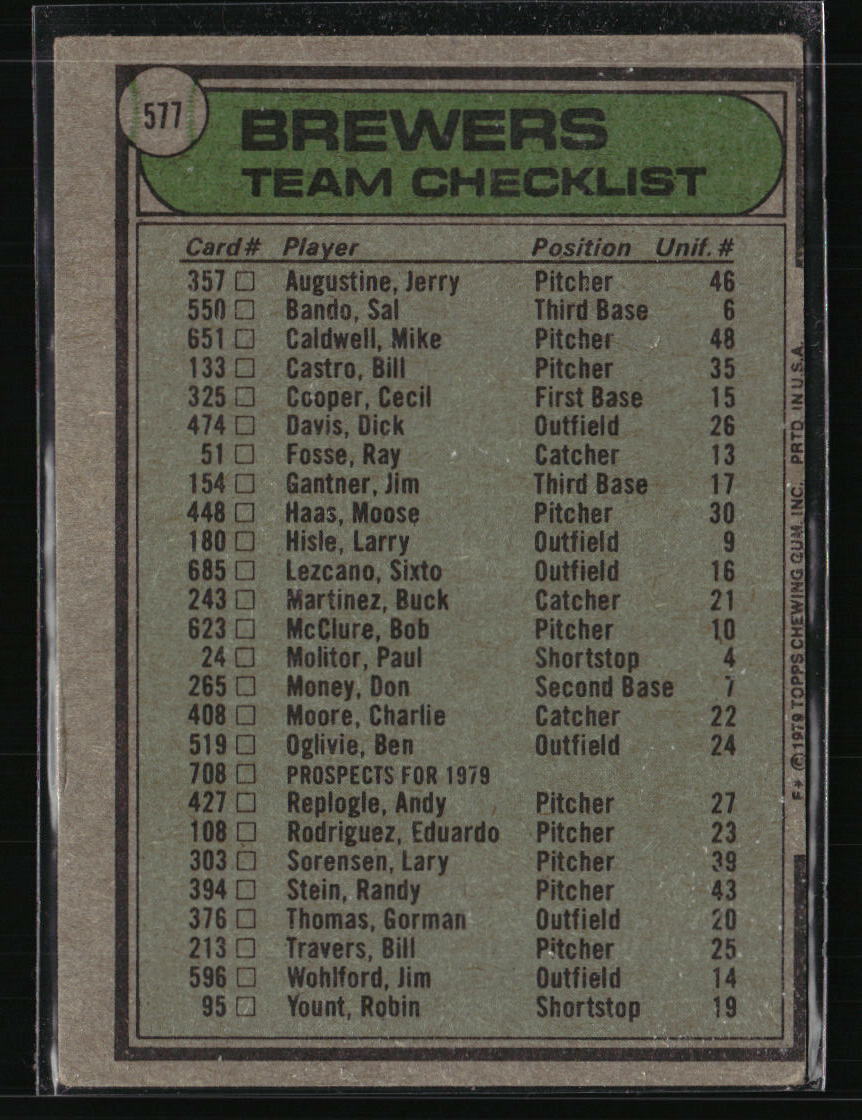 577
BREWERS
TEAM CHECKLIST
Card# Player Position Unif. #
357 □ Augustine, Jerry Pitcher 46
550 □ Bando, Sal Third Base 6
651 □ Caldwell, Mike Pitcher 48
133 □ Castro, Bill Pitcher 35
325 □ Cooper, Cecil First Base 15
474 □ Davis, Dick Outfield 26
51 □ Fosse, Ray Catcher 13
154 □ Gantner, Jim Third Base 17
448 □ Haas, Moose Pitcher 30
180 □ Hisle, Larry Outfield 9
685 □ Lezcano, Sixto Outfield 16
243 □ Martinez, Buck Catcher 21
623 □ McClure, Bob Pitcher 10
24 □ Molitor, Paul Shortstop 4
265 □ Money, Don Second Base 7
408 □ Moore, Charlie Catcher 22
519 □ Oglivie, Ben Outfield 24
708 □ PROSPECTS FOR 1979
427 □ Replogle, Andy Pitcher 27
108 □ Rodriguez, Eduardo Pitcher 23
303 □ Sorensen, Lary Pitcher 39
394 □ Stein, Randy Pitcher 43
376 □ Thomas, Gorman Outfield 20
213 □ Travers, Bill Pitcher 25
596 □ Wohlford, Jim Outfield 14
95 □ Yount, Robin Shortstop 19
F* © 1979 TOPPS CHEWING GUM, INC. PRTD. IN U.S.A.